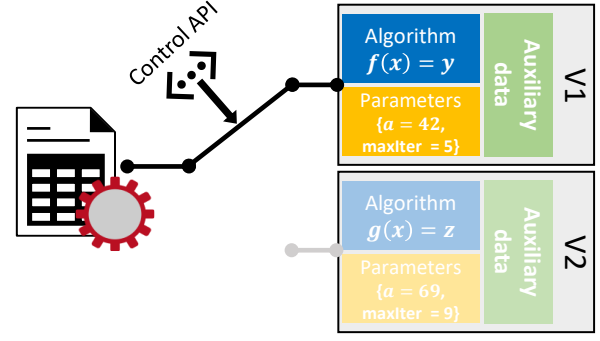 Control API
Algorithm
f(x) = y
Parameters
{a = 42,
maxIter = 5}
Auxiliary
data
V1
Algorithm
g(x) = z
Parameters
{a = 69,
maxIter = 9}
Auxiliary
data
V2